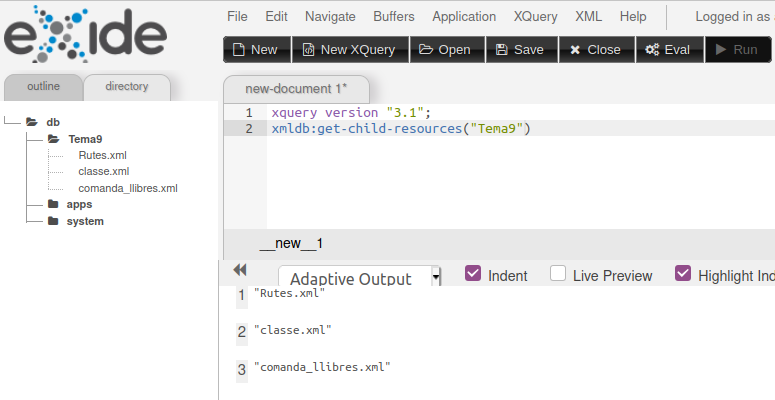 eXide
File Edit Navigate Buffers Application XQuery XML Help Logged in as
New New XQuery Open Save Close Eval Run
outline directory
new-document 1*
db
Tema9
Rutes.xml
classe.xml
comanda_llibres.xml
apps
system
1 xquery version "3.1";
2 xmldb:get-child-resources("Tema9")
__new__1
Adaptive Output Indent Live Preview Highlight Ind
1 "Rutes.xml"
2 "classe.xml"
3 "comanda_llibres.xml"